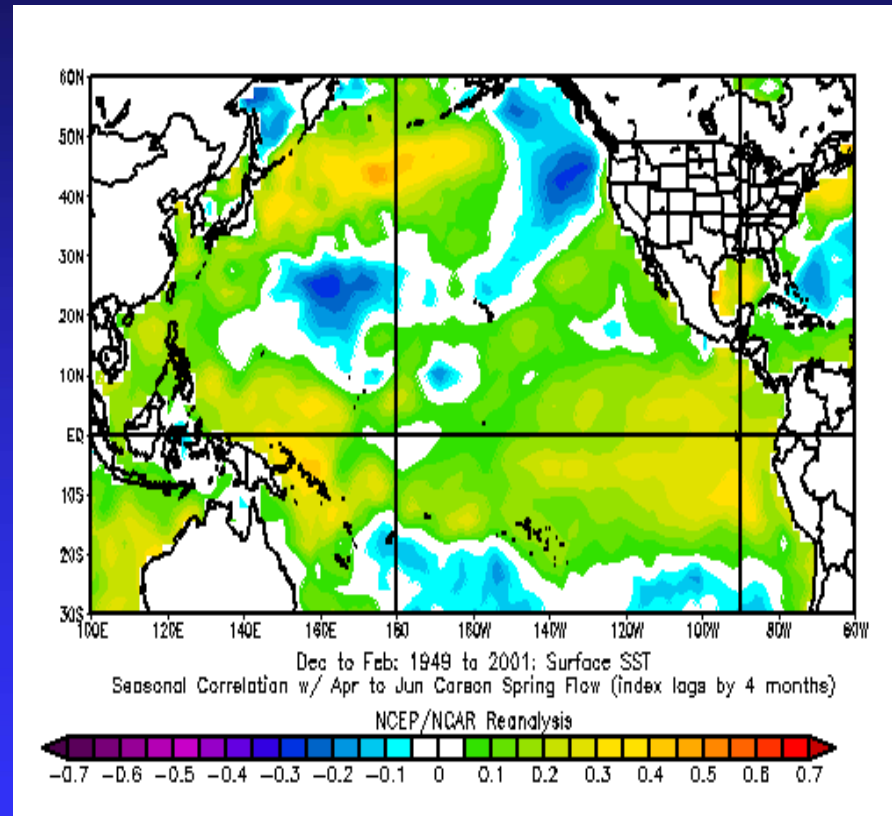 60N
50N
40N
30N
20N
10N
EQ
10S
20S
30S
100E 120E 140E 160E 180 160W 140W 120W 100W 80W 60W
Dec to Feb: 1949 to 2001: Surface SST
Seasonal Correlation w/ Apr to Jun Carson Spring Flow (index lags by 4 months)
NCEP/NCAR Reanalysis
-0.7 -0.6 -0.5 -0.4 -0.3 -0.2 -0.1 0 0.1 0.2 0.3 0.4 0.5 0.6 0.7